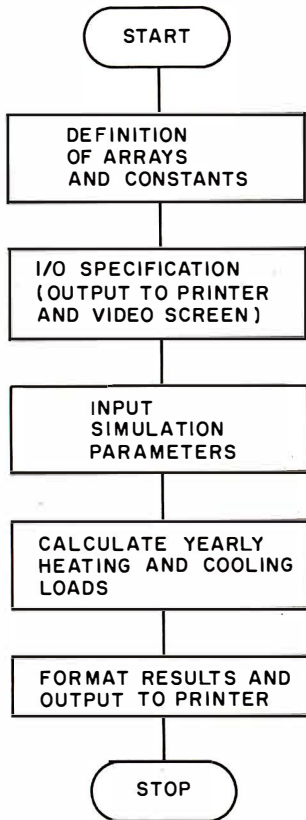 START
DEFINITION
OF ARRAYS
AND CONSTANTS
I/O SPECIFICATION
(OUTPUT TO PRINTER
AND VIDEO SCREEN)
INPUT
SIMULATION
PARAMETERS
CALCULATE YEARLY
HEATING AND COOLING
LOADS
FORMAT RESULTS AND
OUTPUT TO PRINTER
STOP